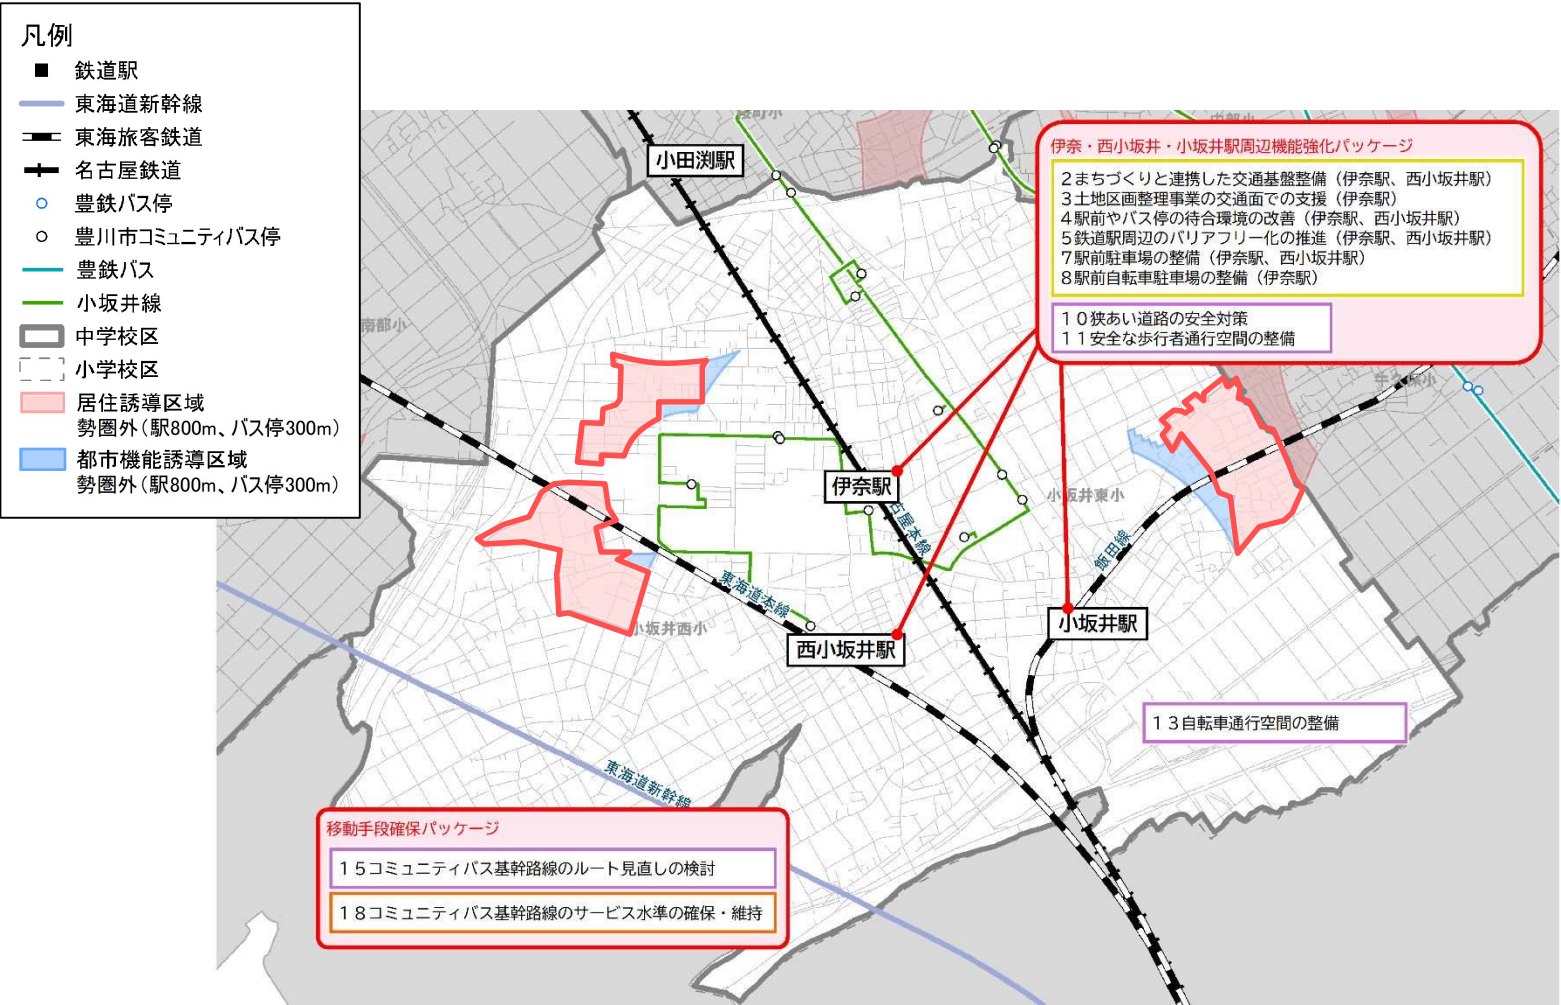 凡例
鉄道駅
東海道新幹線
東海旅客鉄道
名古屋鉄道
豊鉄バス停
豊川市コミュニティバス停
豊鉄バス
小坂井線
中学校区
小学校区
居住誘導区域
勢圏外(駅800m、バス停300m)
都市機能誘導区域
勢圏外(駅800m、バス停300m)
小田渕駅
南部小
中部小
牛久保小
伊奈・西小坂井・小坂井駅周辺機能強化パッケージ
2まちづくりと連携した交通基盤整備(伊奈駅、西小坂井駅)
3土地区画整理事業の交通面での支援(伊奈駅)
4駅前やバス停の待合環境の改善(伊奈駅、西小坂井駅)
5鉄道駅周辺のバリアフリー化の推進(伊奈駅、西小坂井駅)
7駅前駐車場の整備(伊奈駅、西小坂井駅)
8駅前自転車駐車場の整備(伊奈駅)
10狭あい道路の安全対策
11安全な歩行者通行空間の整備
伊奈駅
古屋本線
小坂井東小
飯田線
東海道本線
小坂井西小
西小坂井駅
小坂井駅
13自転車通行空間の整備
東海道新幹線
移動手段確保パッケージ
15コミュニティバス基幹路線のルート見直しの検討
18コミュニティバス基幹路線のサービス水準の確保・維持